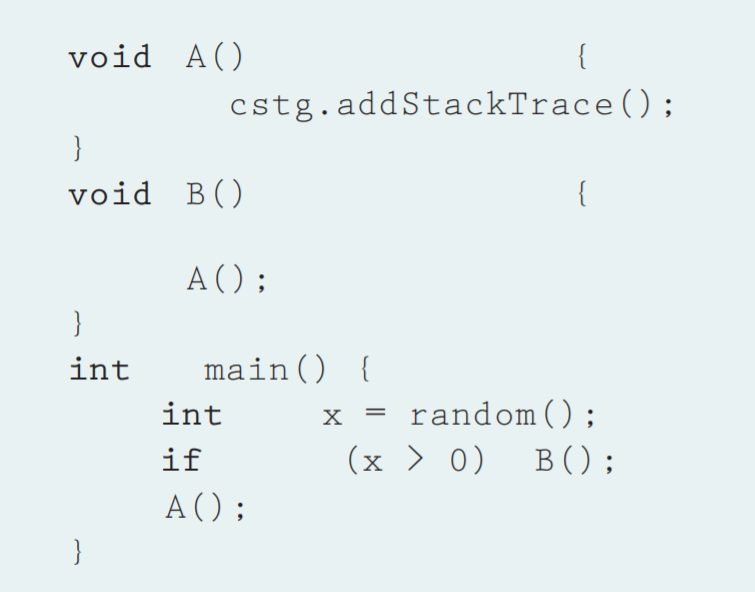 void A() {
cstg.addStackTrace();
}
void B() {
A();
}
int main() {
int x = random();
if (x > 0) B();
A();
}